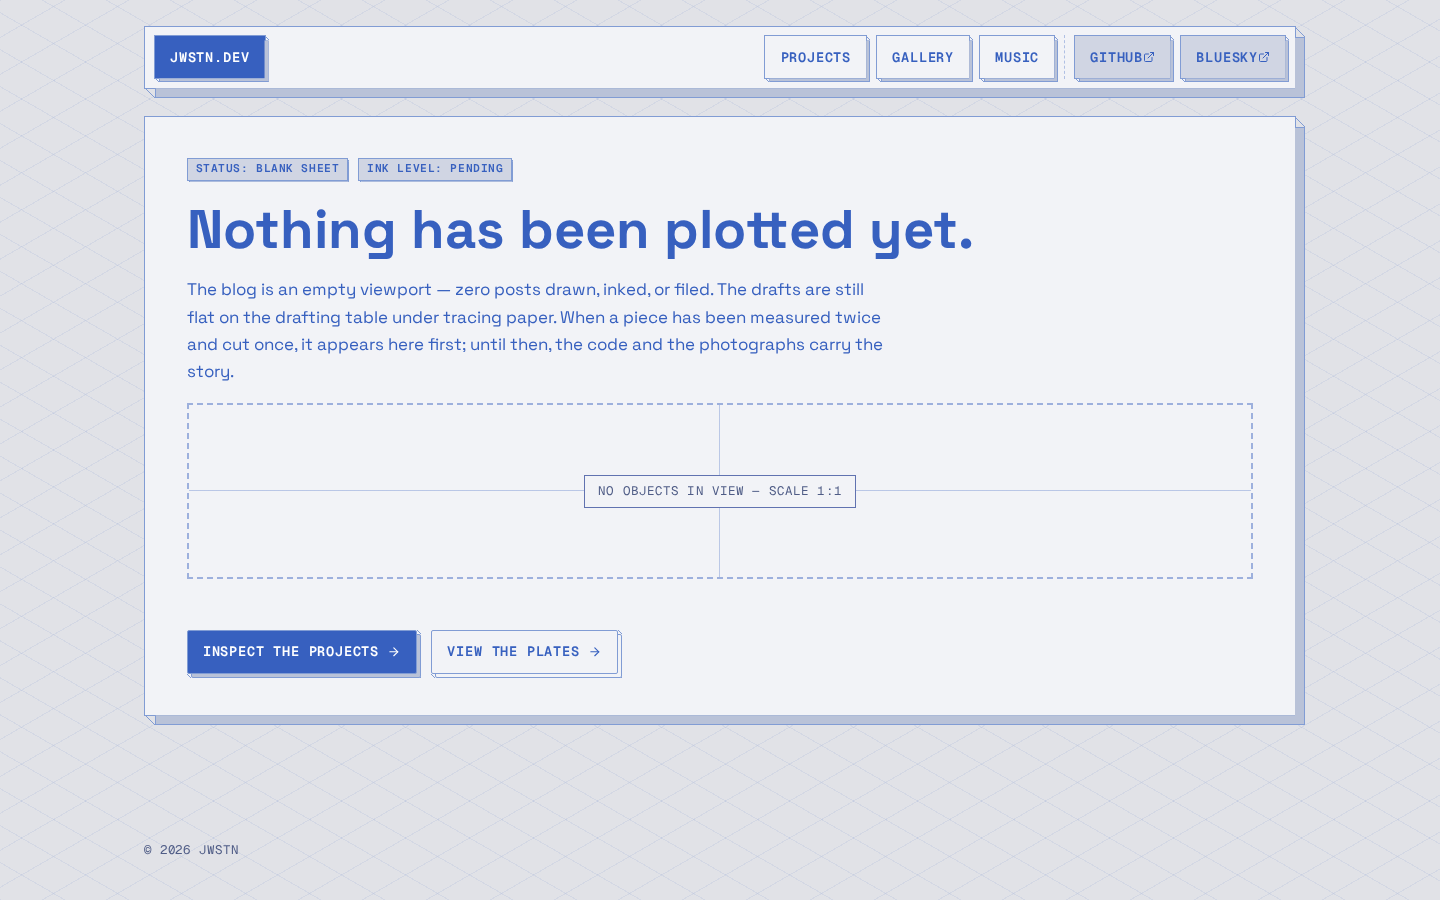 JWSTN.DEV
PROJECTS
GALLERY
MUSIC
GITHUB
BLUESKY
STATUS: BLANK SHEET
INK LEVEL: PENDING
Nothing has been plotted yet.
The blog is an empty viewport — zero posts drawn, inked, or filed. The drafts are still
flat on the drafting table under tracing paper. When a piece has been measured twice
and cut once, it appears here first; until then, the code and the photographs carry the
story.
NO OBJECTS IN VIEW — SCALE 1:1
INSPECT THE PROJECTS →
VIEW THE PLATES →
© 2026 JWSTN